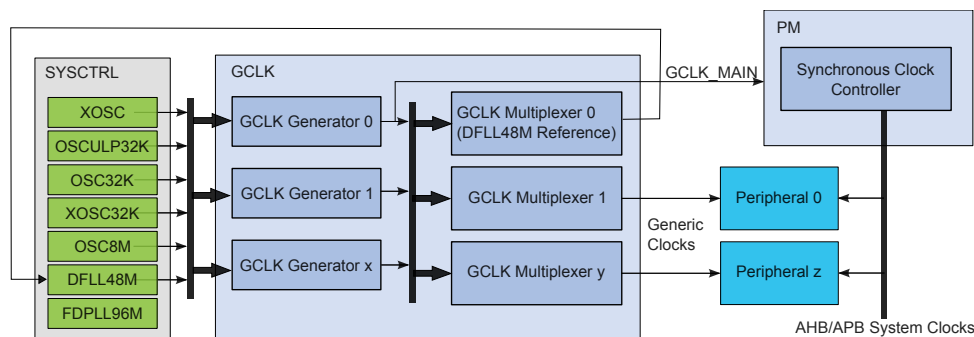 PM
SYSCTRL
GCLK
GCLK_MAIN
Synchronous Clock
Controller
XOSC
GCLK Generator 0
GCLK Multiplexer 0
(DFLL48M Reference)
OSCULP32K
OSC32K
GCLK Generator 1
GCLK Multiplexer 1
Peripheral 0
XOSC32K
Generic
Clocks
OSC8M
GCLK Generator x
GCLK Multiplexer y
Peripheral z
DFLL48M
FDPLL96M
AHB/APB System Clocks